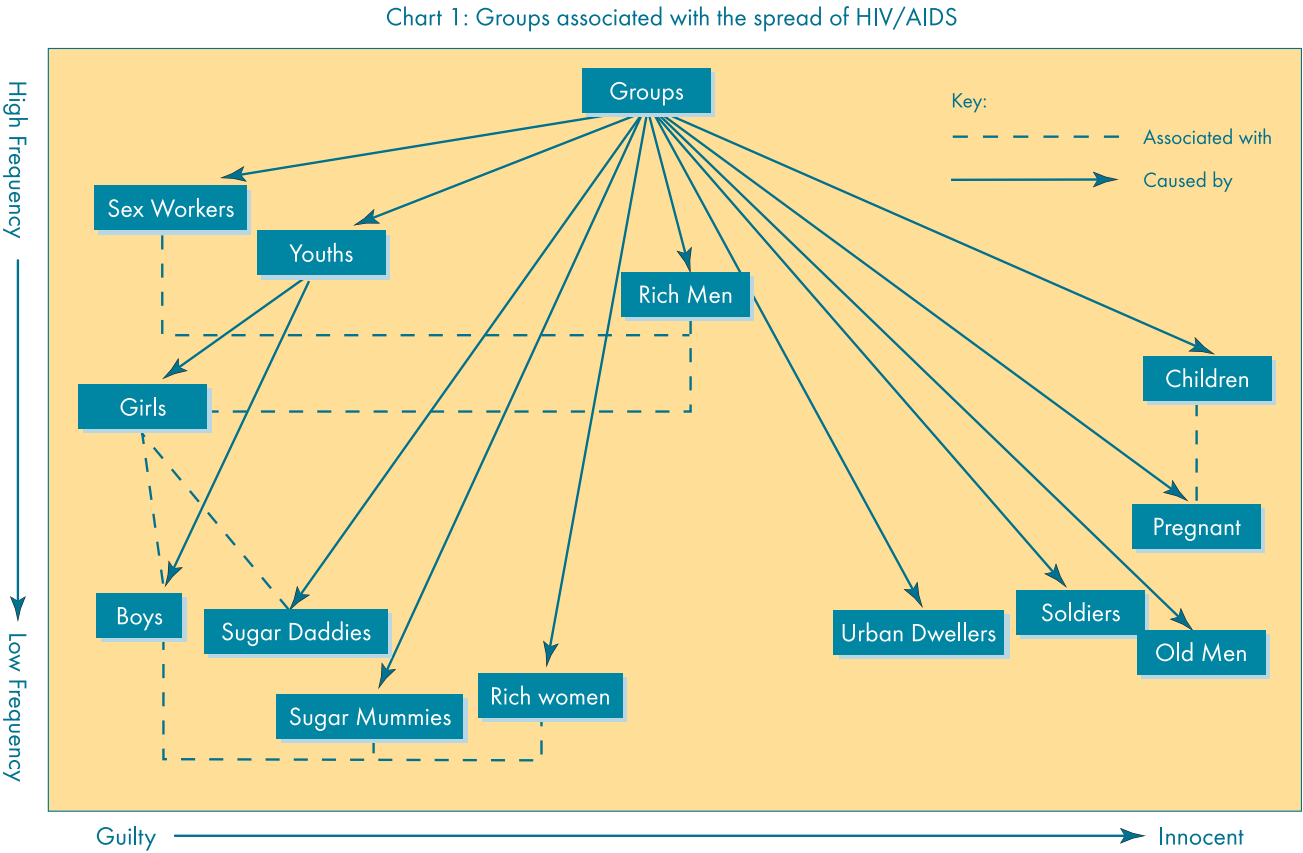 Chart 1: Groups associated with the spread of HIV/AIDS
High Frequency
Low Frequency
Groups
Key:
Associated with
Caused by
Sex Workers
Youths
Rich Men
Children
Girls
Pregnant
Boys
Sugar Daddies
Urban Dwellers
Soldiers
Old Men
Sugar Mummies
Rich women
Guilty
Innocent